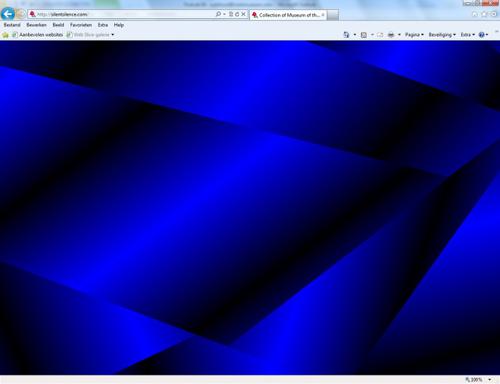 http://silentsilence.com/
Collection of Museum of th...
Bestand Bewerken Beeld Favorieten Extra Help
Aanbevolen websites Web Slice-galerie
Pagina Beveiliging Extra
100%